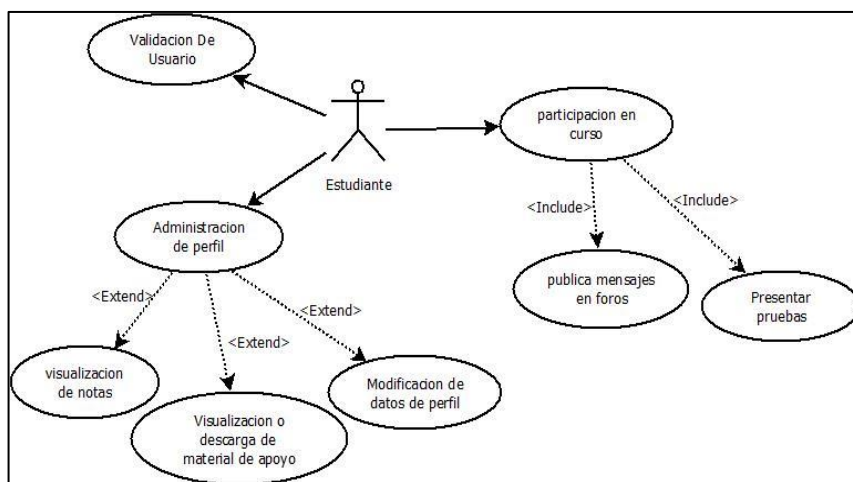 Validacion De
Usuario
participacion en
curso
Estudiante
<Include>
<Include>
Administracion
de perfil
publica mensajes
en foros
Presentar
pruebas
<Extend>
<Extend>
<Extend>
visualizacion
de notas
Modificacion de
datos de perfil
Visualizacion o
descarga de
material de apoyo